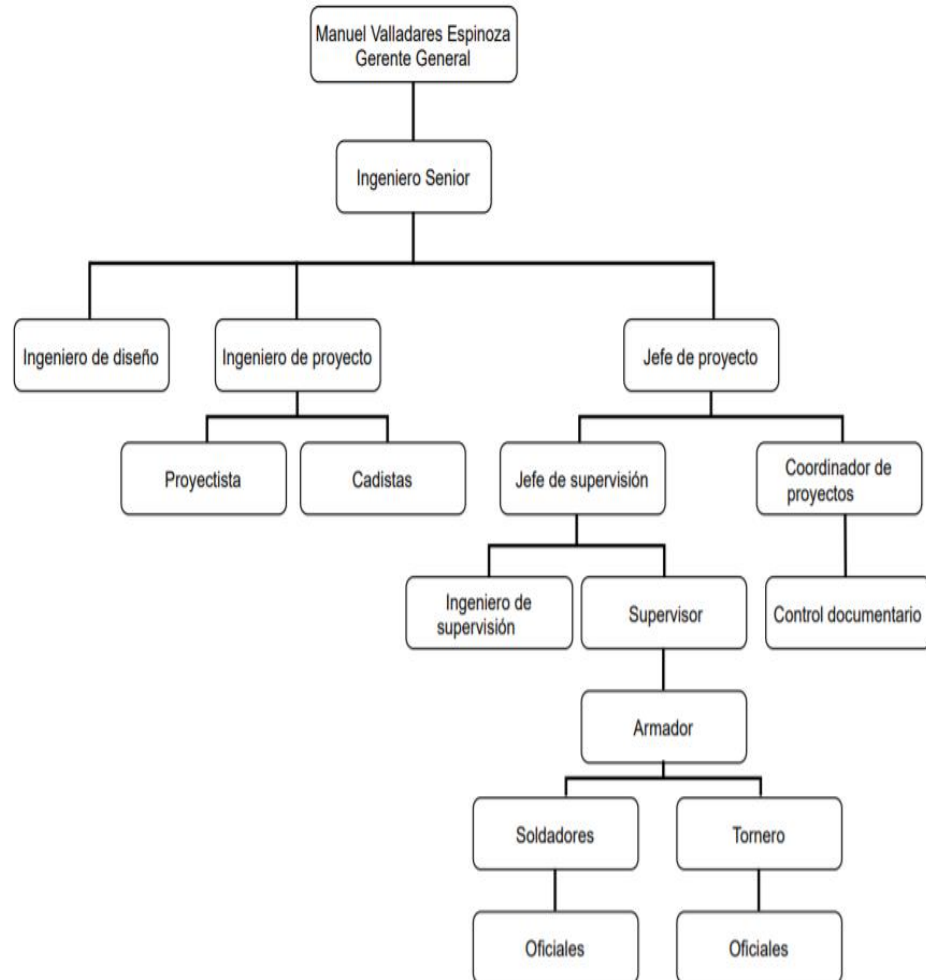 Manuel Valladares Espinoza
Gerente General
Ingeniero Senior
Ingeniero de diseño
Ingeniero de proyecto
Jefe de proyecto
Proyectista
Cadistas
Jefe de supervisión
Coordinador de
proyectos
Ingeniero de
supervisión
Supervisor
Control documentario
Armador
Soldadores
Tornero
Oficiales
Oficiales